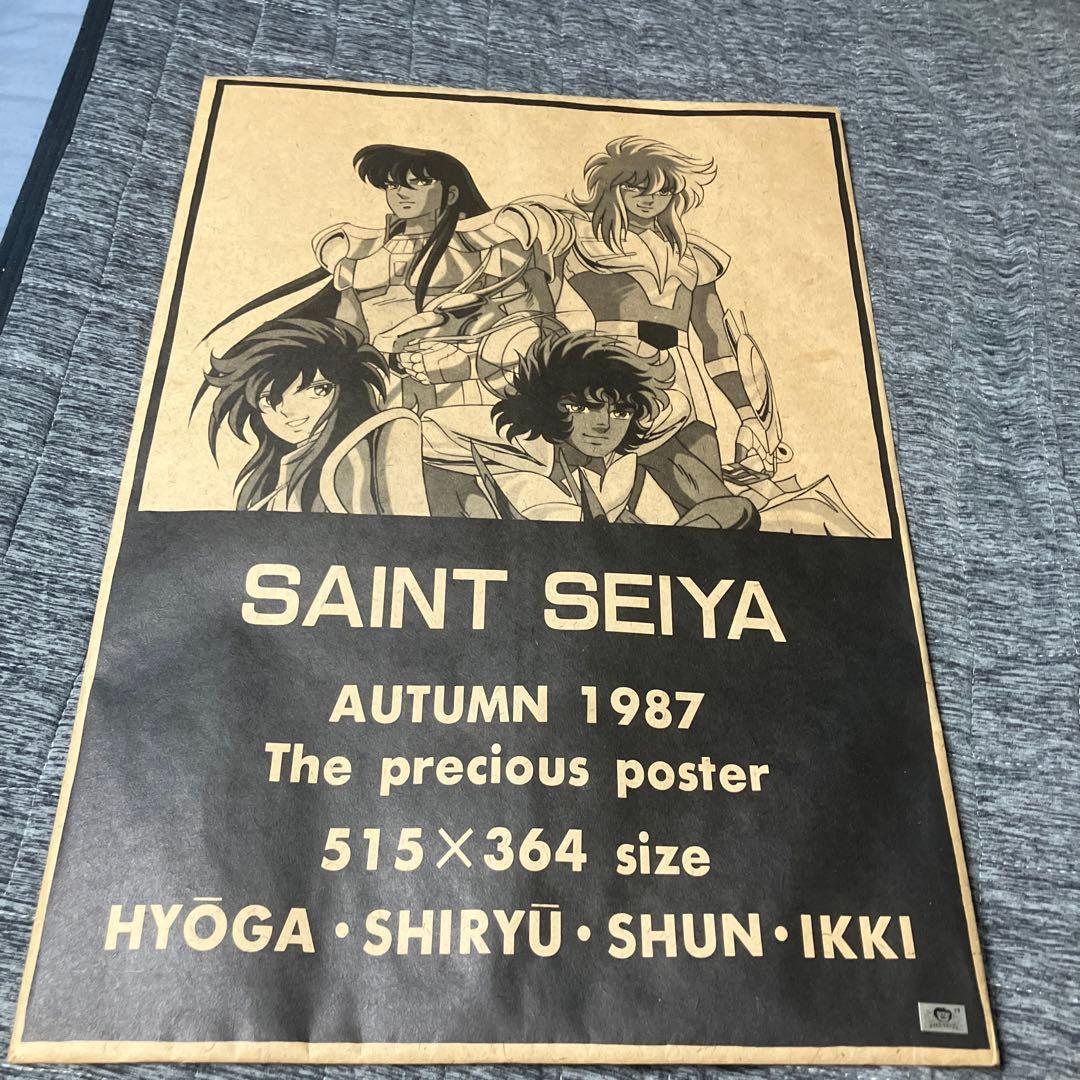 SAINT SEIYA
AUTUMN 1987
The precious poster
515×364 size
HYŌGA・SHIRYŪ・SHUN・IKKI